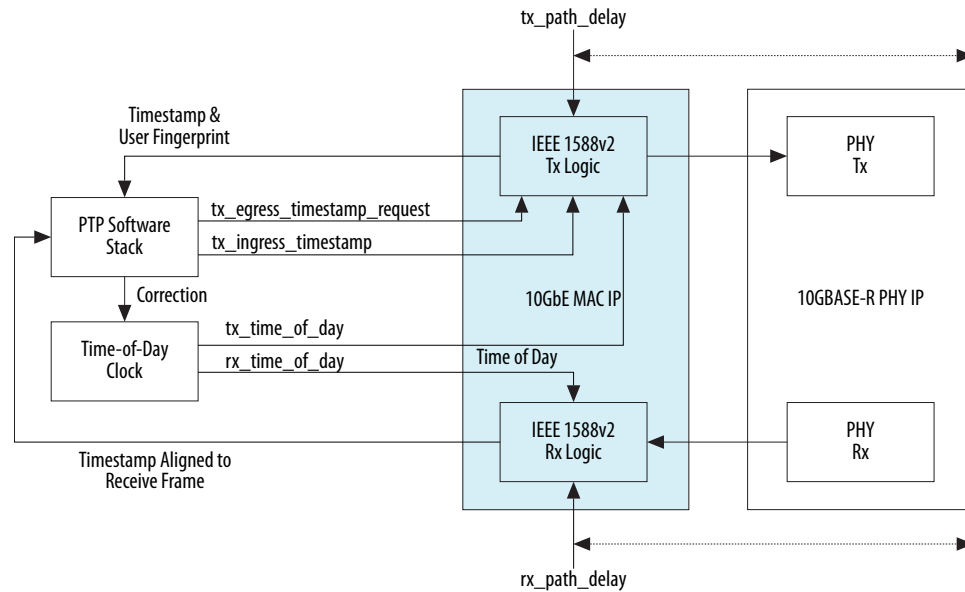 tx_path_delay
Timestamp &
User Fingerprint
IEEE 1588v2
Tx Logic
PHY
Tx
tx_egress_timestamp_request
PTP Software
Stack
tx_ingress_timestamp
Correction
10GbE MAC IP
10GBASE-R PHY IP
tx_time_of_day
Time-of-Day
Clock
rx_time_of_day
Time of Day
IEEE 1588v2
Rx Logic
PHY
Rx
Timestamp Aligned to
Receive Frame
rx_path_delay